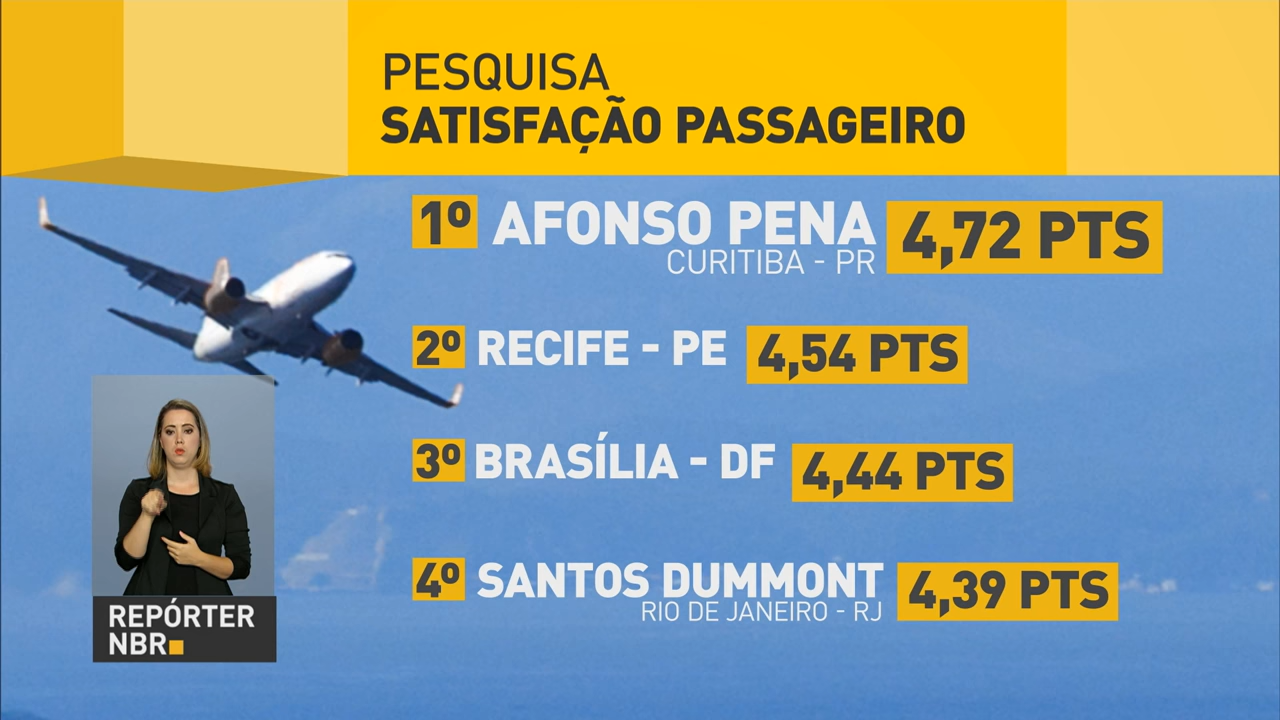 PESQUISA
SATISFAÇÃO PASSAGEIRO
1º AFONSO PENA 4,72 PTS
CURITIBA - PR
2º RECIFE - PE 4,54 PTS
3º BRASÍLIA - DF 4,44 PTS
4º SANTOS DUMMONT 4,39 PTS
RIO DE JANEIRO - RJ
REPÓRTER
NBR